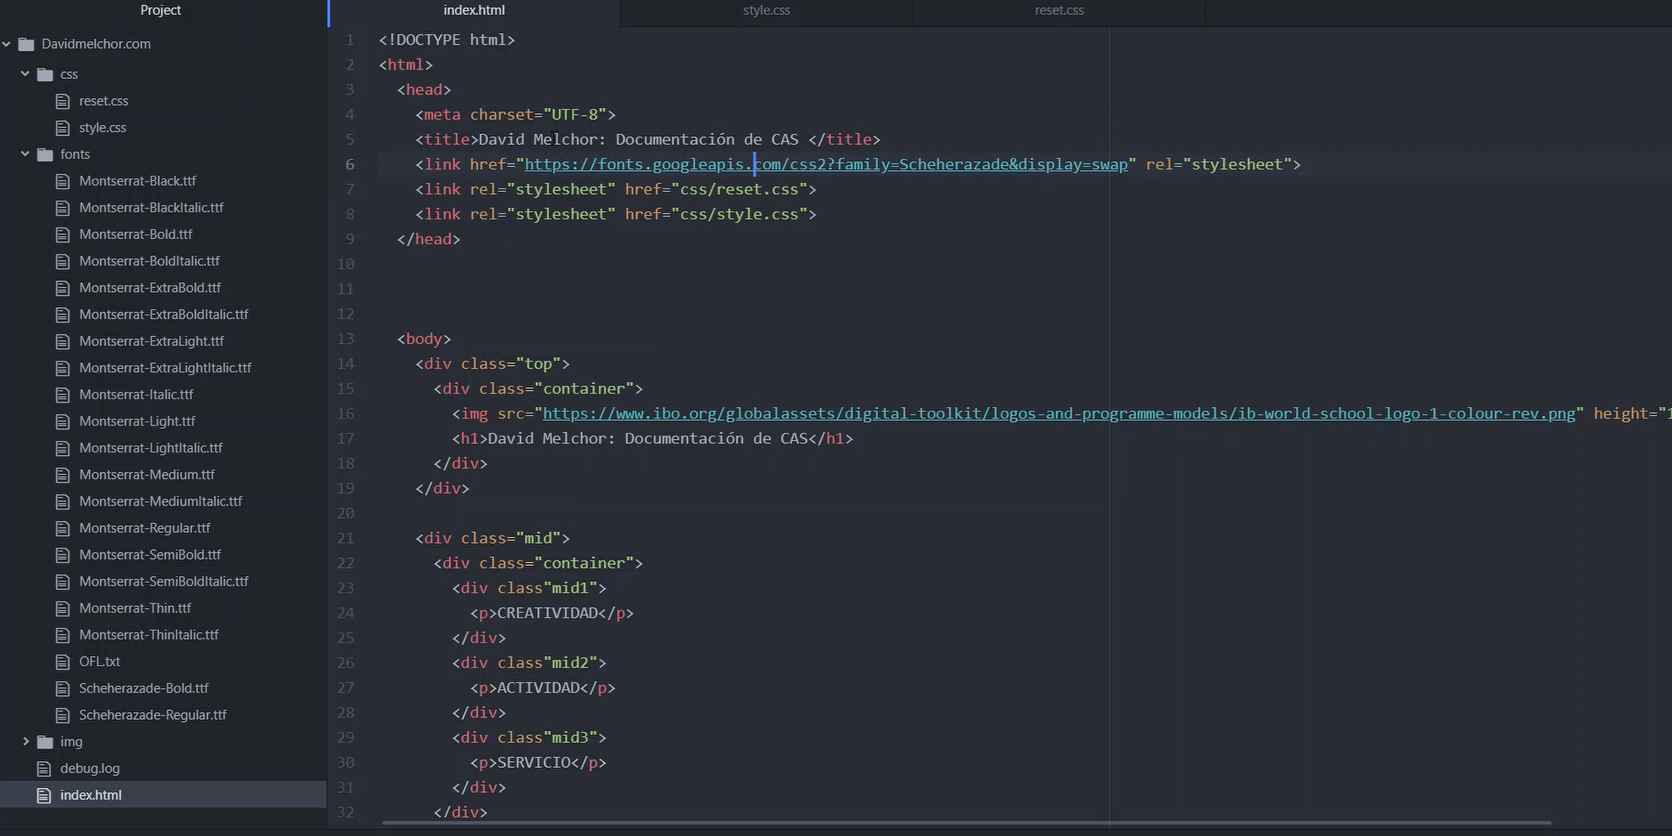 Project
Davidmelchor.com
css
reset.css
style.css
fonts
Montserrat-Black.ttf
Montserrat-BlackItalic.ttf
Montserrat-Bold.ttf
Montserrat-BoldItalic.ttf
Montserrat-ExtraBold.ttf
Montserrat-ExtraBoldItalic.ttf
Montserrat-ExtraLight.ttf
Montserrat-ExtraLightItalic.ttf
Montserrat-Italic.ttf
Montserrat-Light.ttf
Montserrat-LightItalic.ttf
Montserrat-Medium.ttf
Montserrat-MediumItalic.ttf
Montserrat-Regular.ttf
Montserrat-SemiBold.ttf
Montserrat-SemiBoldItalic.ttf
Montserrat-Thin.ttf
Montserrat-ThinItalic.ttf
OFL.txt
Scheherazade-Bold.ttf
Scheherazade-Regular.ttf
img
debug.log
index.html
index.html style.css reset.css
1 <!DOCTYPE html>
2 <html>
3 <head>
4 <meta charset="UTF-8">
5 <title>David Melchor: Documentación de CAS </title>
6 <link href="https://fonts.googleapis.com/css2?family=Scheherazade&display=swap" rel="stylesheet">
7 <link rel="stylesheet" href="css/reset.css">
8 <link rel="stylesheet" href="css/style.css">
9 </head>
10
11
12
13 <body>
14 <div class="top">
15 <div class="container">
16 <img src="https://www.ibo.org/globalassets/digital-toolkit/logos-and-programme-models/ib-world-school-logo-1-colour-rev.png" height="1
17 <h1>David Melchor: Documentación de CAS</h1>
18 </div>
19 </div>
20
21 <div class="mid">
22 <div class="container">
23 <div class"mid1">
24 <p>CREATIVIDAD</p>
25 </div>
26 <div class"mid2">
27 <p>ACTIVIDAD</p>
28 </div>
29 <div class"mid3">
30 <p>SERVICIO</p>
31 </div>
32 </div>